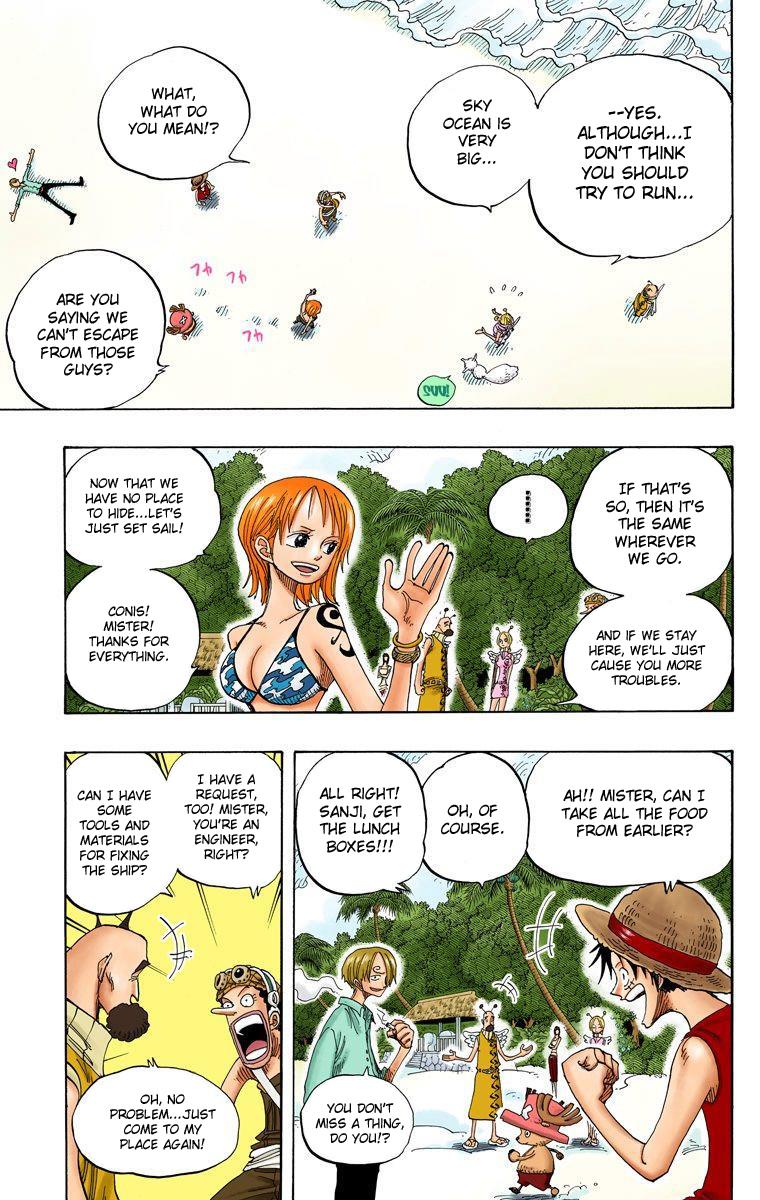 --YES.
ALTHOUGH...I
DON'T THINK
YOU SHOULD
TRY TO RUN...
SKY
OCEAN IS
VERY
BIG...
WHAT,
WHAT DO
YOU MEAN!?
フカ
フカ
フカ
ARE YOU
SAYING WE
CAN'T ESCAPE
FROM THOSE
GUYS?
IF THAT'S
SO, THEN IT'S
THE SAME
WHEREVER
WE GO.
AND IF WE STAY
HERE, WE'LL JUST
CAUSE YOU MORE
TROUBLES.
......
NOW THAT WE
HAVE NO PLACE
TO HIDE...LET'S
JUST SET SAIL!
CONIS!
MISTER!
THANKS FOR
EVERYTHING.
AH!! MISTER, CAN I
TAKE ALL THE FOOD
FROM EARLIER?
OH, OF
COURSE.
ALL RIGHT!
SANJI, GET
THE LUNCH
BOXES!!!
YOU DON'T
MISS A THING,
DO YOU!?
I HAVE A
REQUEST,
TOO! MISTER,
YOU'RE AN
ENGINEER,
RIGHT?
CAN I HAVE
SOME
TOOLS AND
MATERIALS
FOR FIXING
THE SHIP?
OH, NO
PROBLEM...JUST
COME TO MY
PLACE AGAIN!